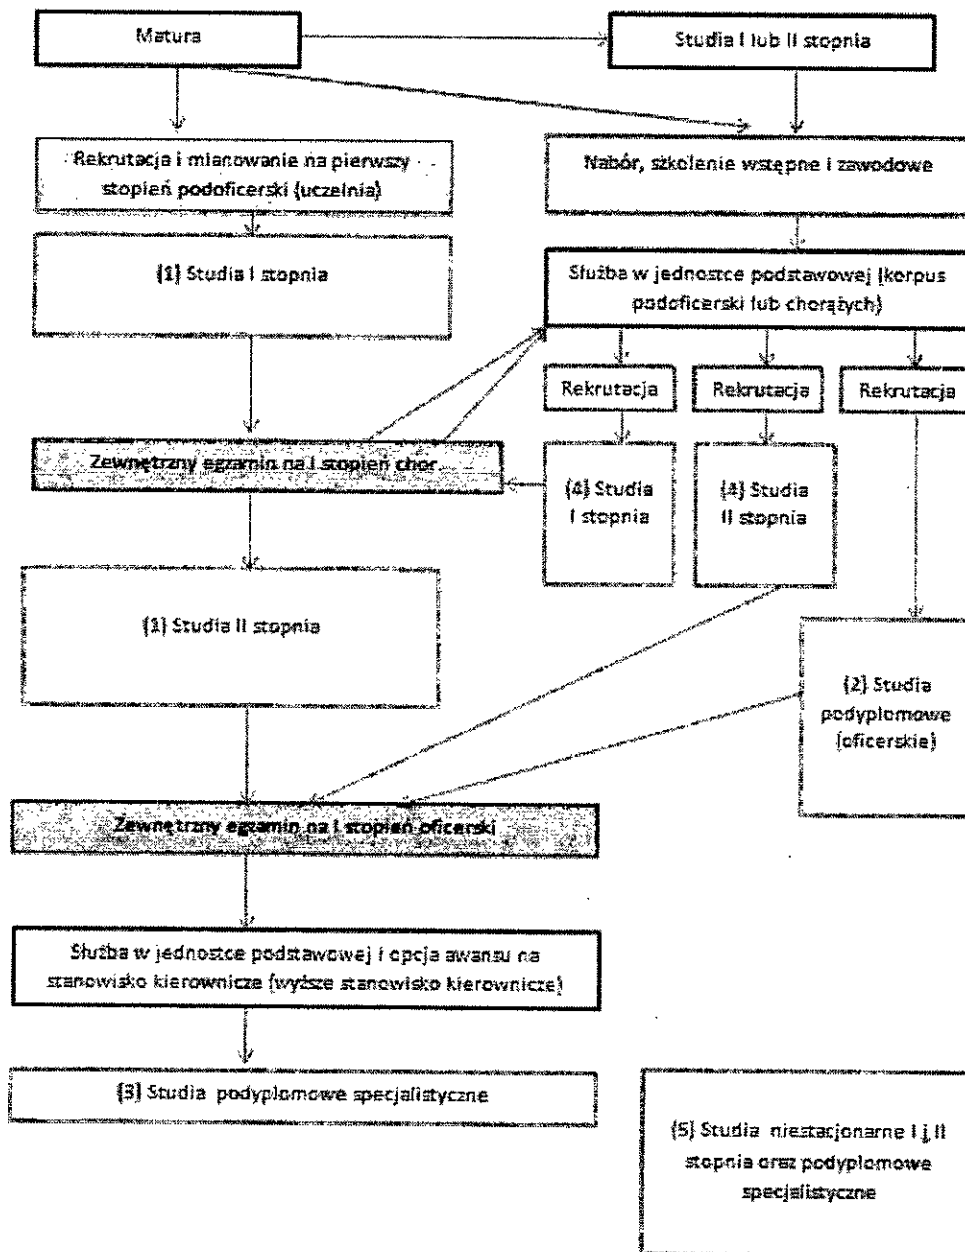 Matura
Studia I lub II stopnia
Rekrutacja i mianowanie na pierwszy
stopień podoficerski (uczelnia)
Nabór, szkolenie wstępne i zawodowe
(1) Studia I stopnia
Służba w jednostce podstawowej (korpus
podoficerski lub chorążych)
Rekrutacja
Rekrutacja
Rekrutacja
Zewnętrzny egzamin na I stopień chor.
(4) Studia
I stopnia
(4) Studia
II stopnia
(1) Studia II stopnia
(2) Studia
podyplomowe
(oficerskie)
Zewnętrzny egzamin na I stopień oficerski
Służba w jednostce podstawowej i opcja awansu na
stanowisko kierownicze (wyższe stanowisko kierownicze)
(3) Studia podyplomowe specjalistyczne
(5) Studia niestacjonarne I i II
stopnia oraz podyplomowe
specjalistyczne